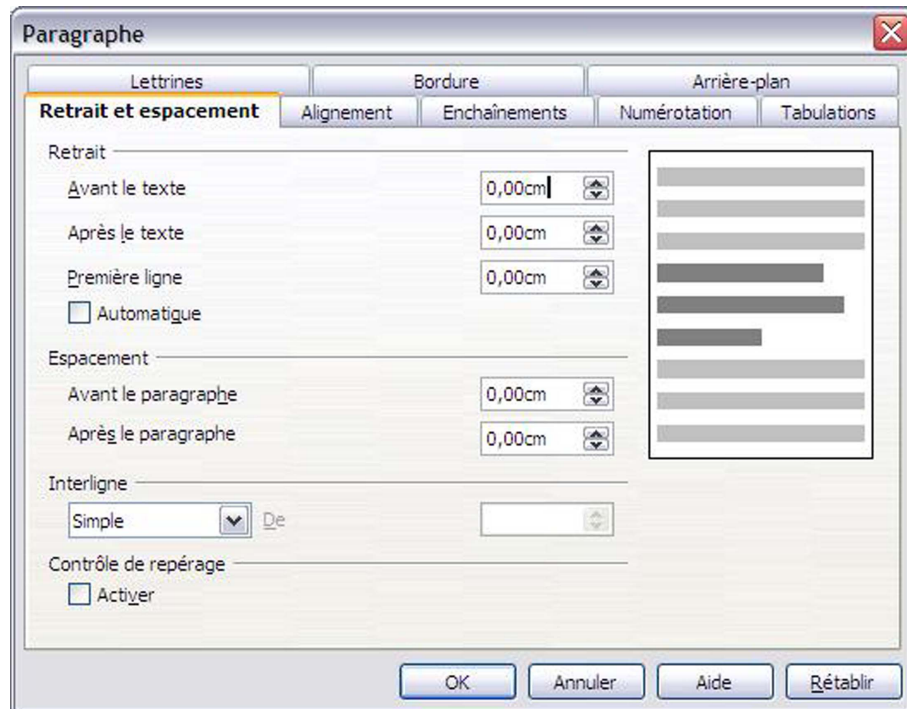 Paragraphe
Lettrines Bordure Arrière-plan
Retrait et espacement Alignement Enchaînements Numérotation Tabulations
Retrait
Avant le texte 0,00cm
Après le texte 0,00cm
Première ligne 0,00cm
Automatique
Espacement
Avant le paragraphe 0,00cm
Après le paragraphe 0,00cm
Interligne
Simple De
Contrôle de repérage
Activer
OK Annuler Aide Rétablir